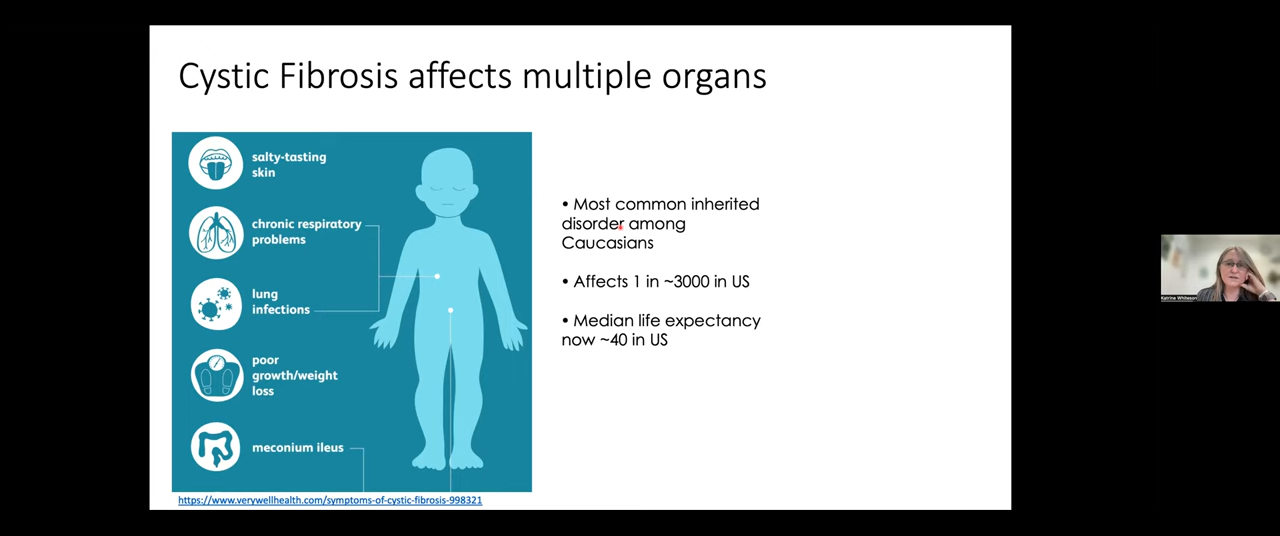 Cystic Fibrosis affects multiple organs
salty-tasting
skin
chronic respiratory
problems
lung
infections
poor
growth/weight
loss
meconium ileus
https://www.verywellhealth.com/symptoms-of-cystic-fibrosis-998321
• Most common inherited
disorder among
Caucasians
• Affects 1 in ~3000 in US
• Median life expectancy
now ~40 in US
Katrine Whiteson